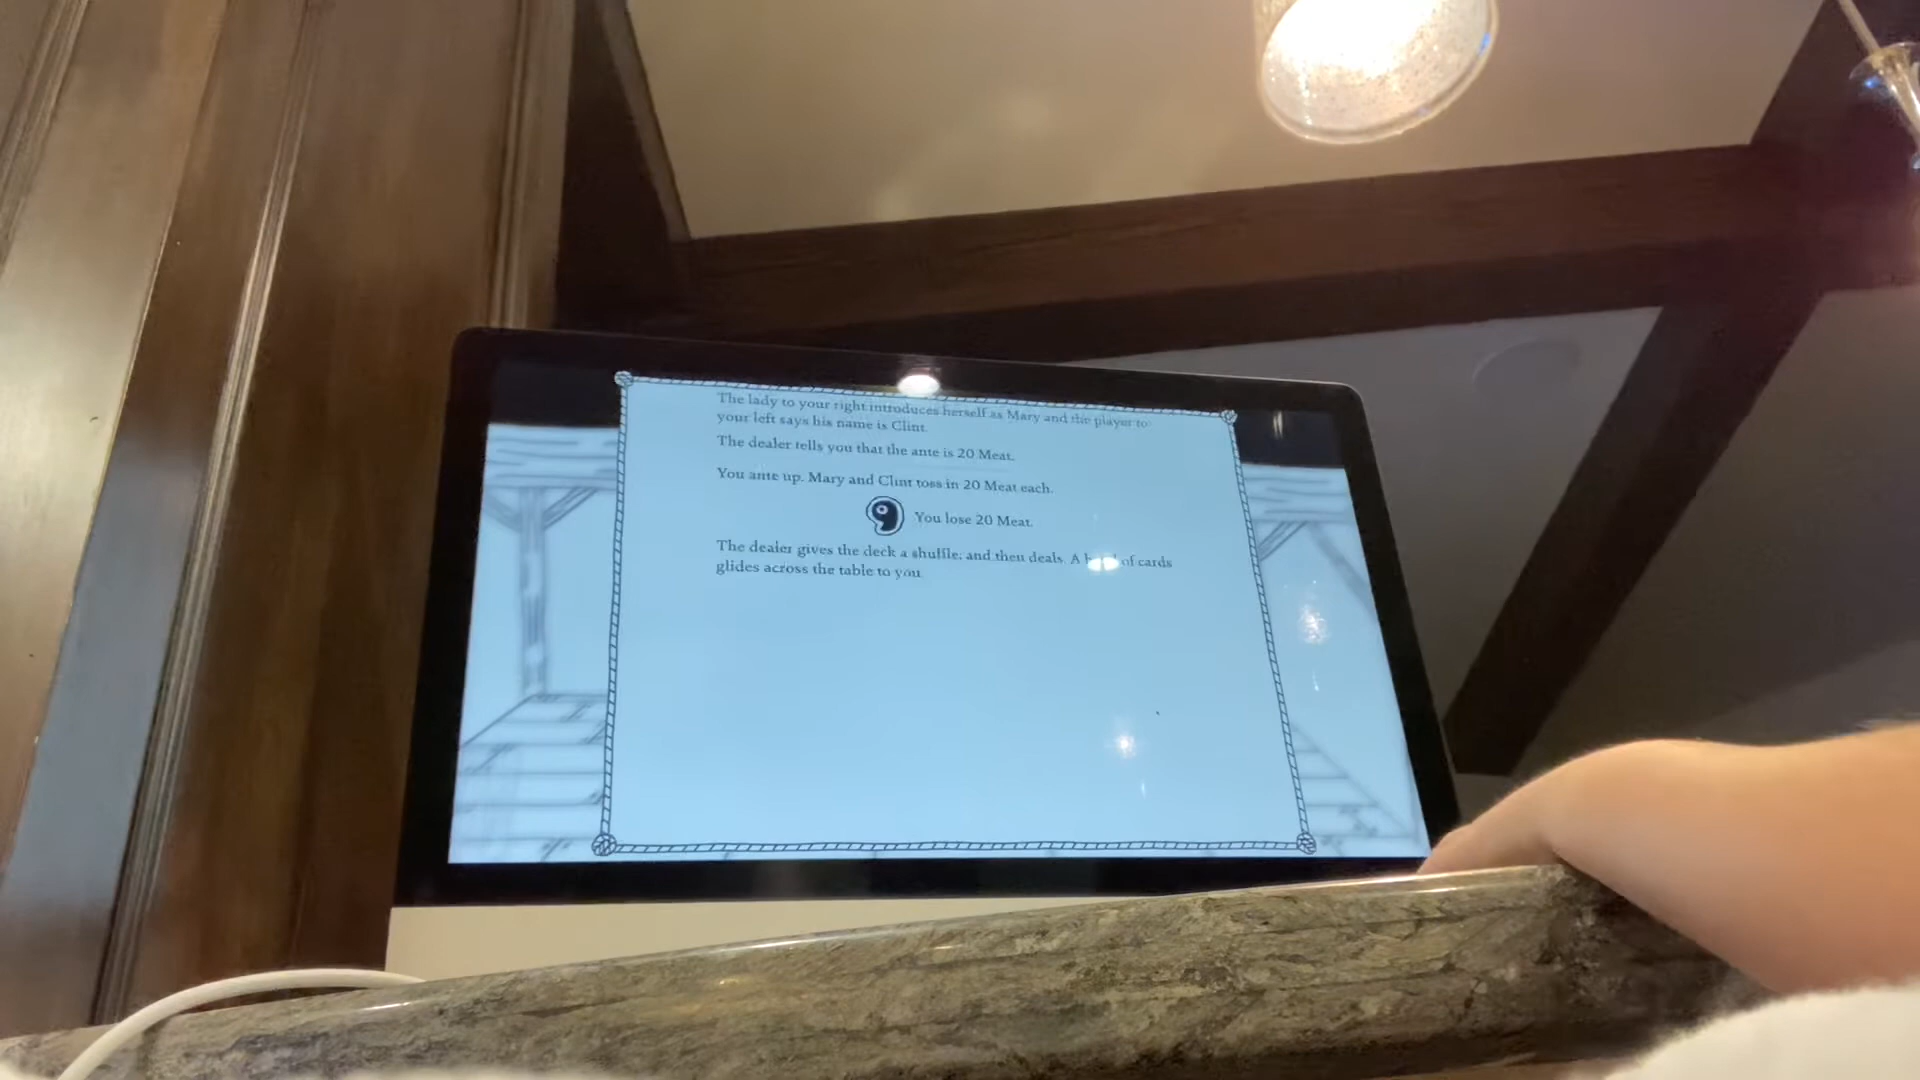 The lady to your right introduces herself as Mary and the player to
your left says his name is Clint.
The dealer tells you that the ante is 20 Meat.
You ante up. Mary and Clint toss in 20 Meat each.
You lose 20 Meat.
The dealer gives the deck a shuffle, and then deals. A of cards
glides across the table to you.